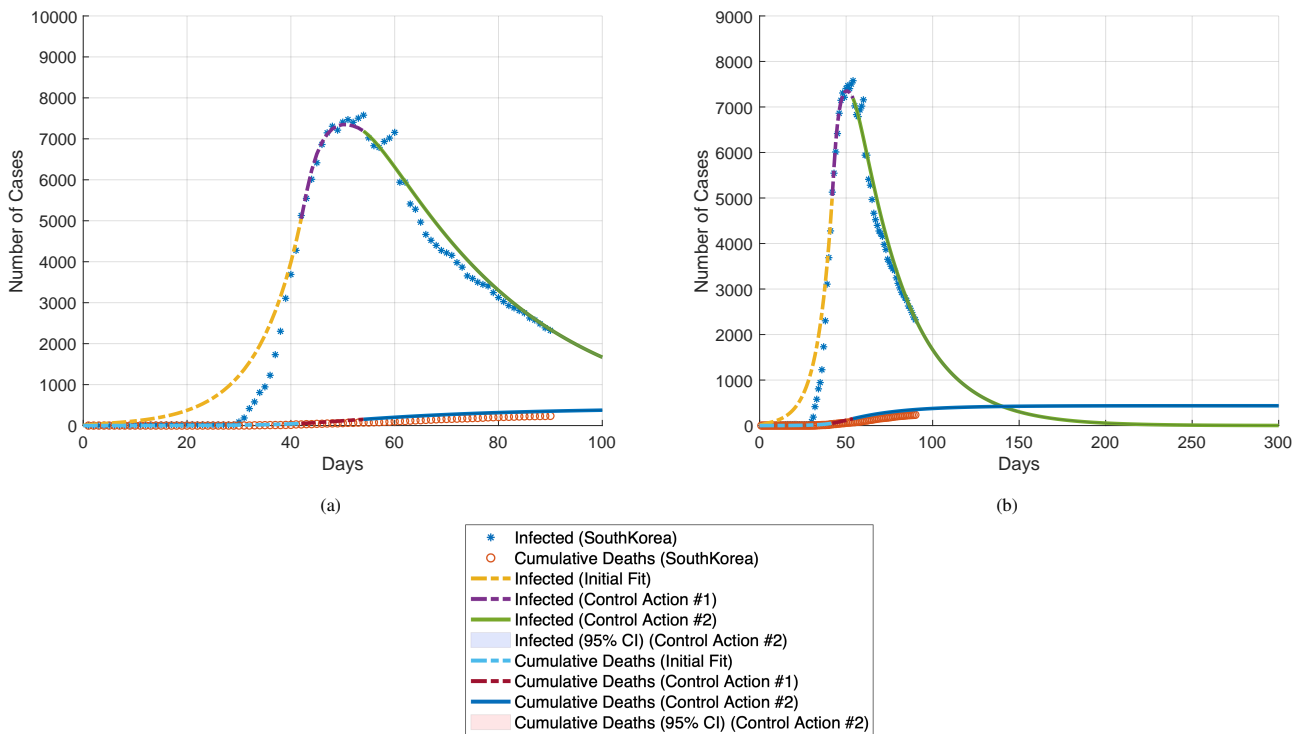 10000
9000
8000
7000
6000
5000
4000
3000
2000
1000
0
Number of Cases
0 20 40 60 80 100
Days
(a)
9000
8000
7000
6000
5000
4000
3000
2000
1000
0
Number of Cases
0 50 100 150 200 250 300
Days
(b)
Infected (SouthKorea)
Cumulative Deaths (SouthKorea)
Infected (Initial Fit)
Infected (Control Action #1)
Infected (Control Action #2)
Infected (95% CI) (Control Action #2)
Cumulative Deaths (Initial Fit)
Cumulative Deaths (Control Action #1)
Cumulative Deaths (Control Action #2)
Cumulative Deaths (95% CI) (Control Action #2)